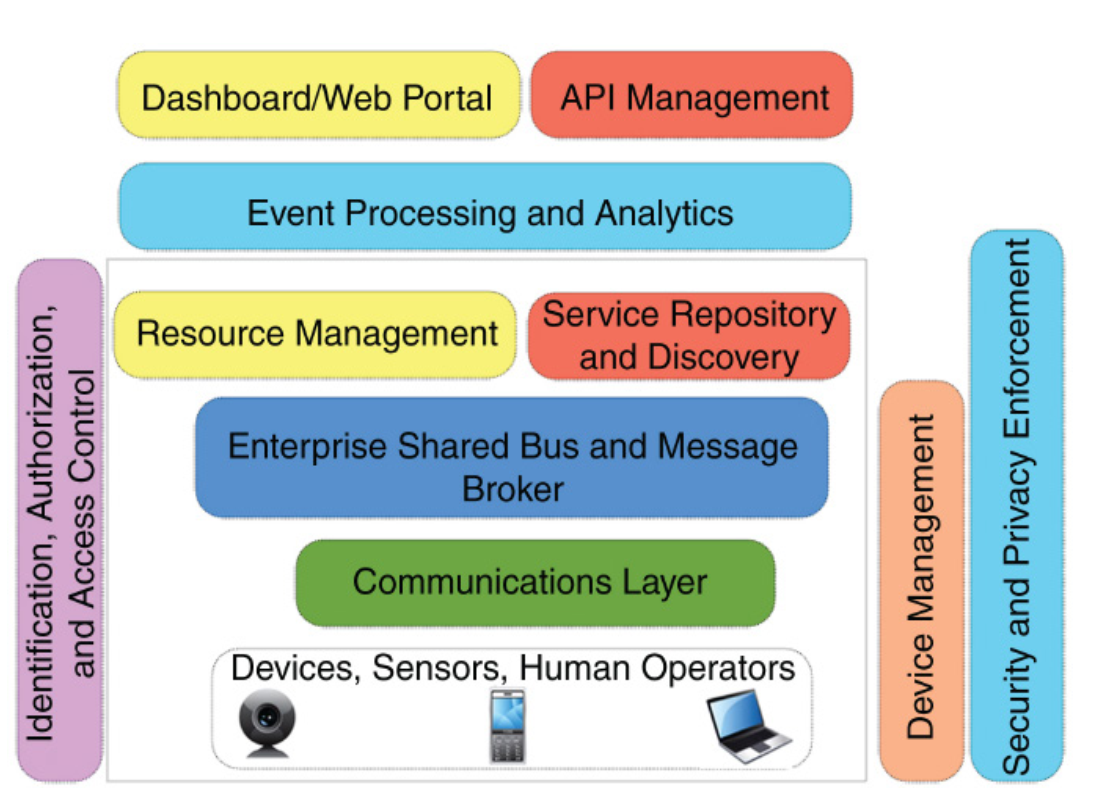 Dashboard/Web Portal
API Management
Event Processing and Analytics
Identification, Authorization,
and Access Control
Resource Management
Service Repository
and Discovery
Enterprise Shared Bus and Message
Broker
Communications Layer
Devices, Sensors, Human Operators
Device Management
Security and Privacy Enforcement